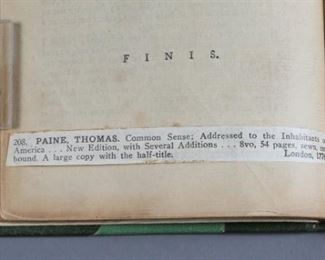 FINIS.
208. PAINE, THOMAS. Common Sense; Addressed to the Inhabitants
America . . . New Edition, with Several Additions . . . 8vo, 54 pages, sewn,
bound. A large copy with the half-title. London,